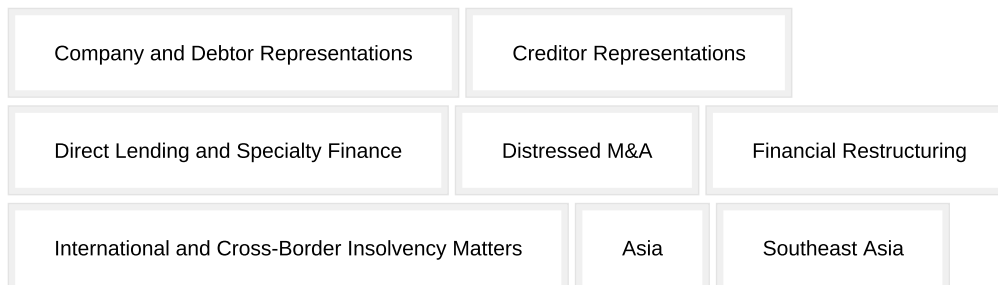 Company and Debtor Representations Creditor Representations
Direct Lending and Specialty Finance Distressed M&A Financial Restructuring
International and Cross-Border Insolvency Matters Asia Southeast Asia